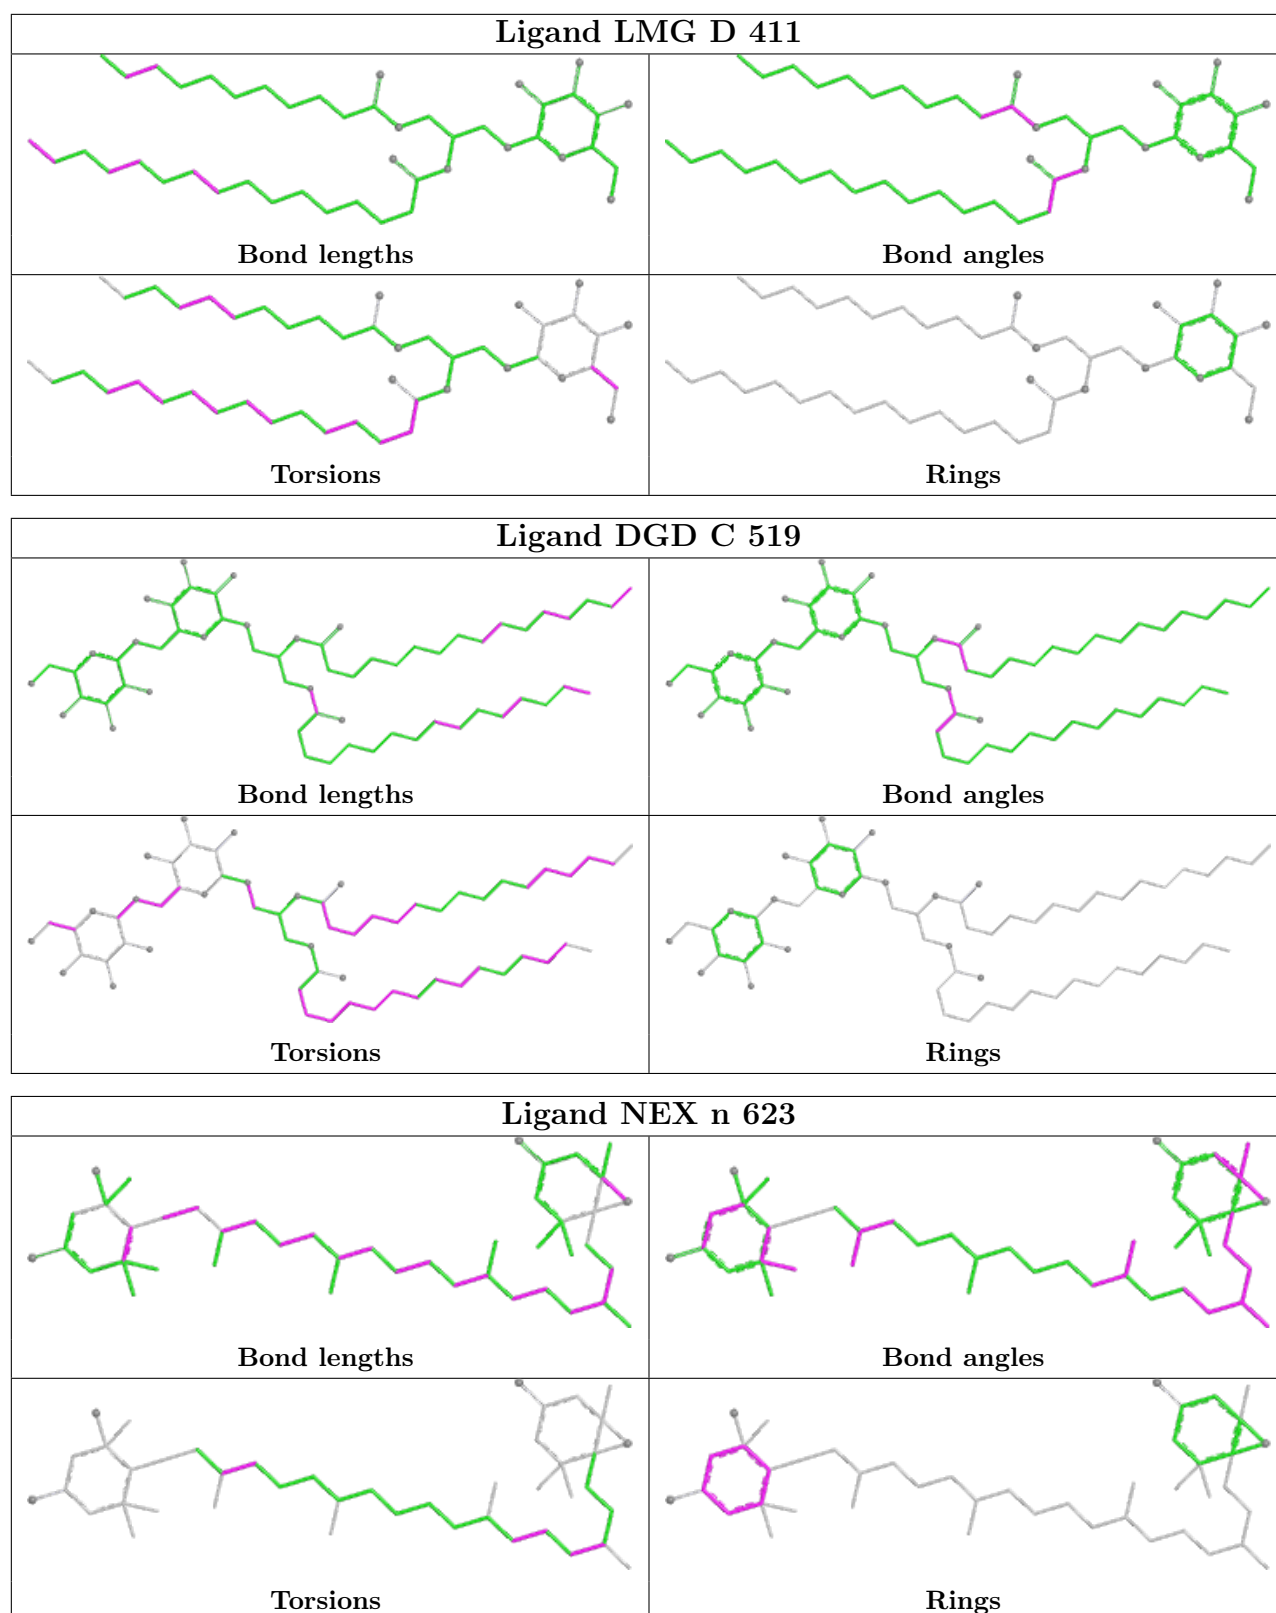 Ligand LMG D 411
Bond lengths
Bond angles
Torsions
Rings
Ligand DGD C 519
Bond lengths
Bond angles
Torsions
Rings
Ligand NEX n 623
Bond lengths
Bond angles
Torsions
Rings